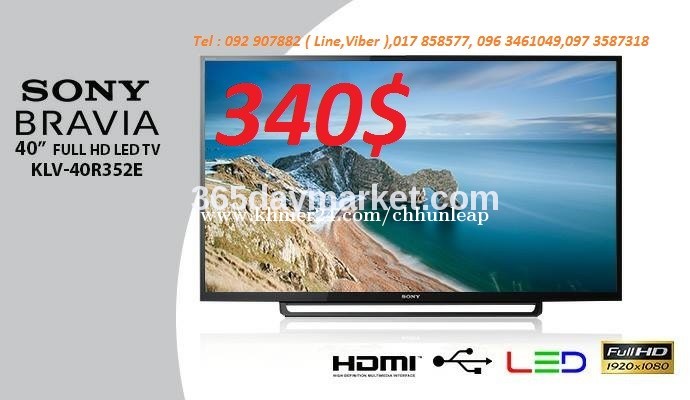 Tel : 092 907882 ( Line,Viber ),017 858577, 096 3461049,097 3587318
SONY
BRAVIA
40” FULL HD LED TV
KLV-40R352E
340$
365daymarket.com
www.khmer24.com/chhunleap
SONY
HDMI™
HIGH-DEFINITION MULTIMEDIA INTERFACE
LED
Full HD
1920x1080